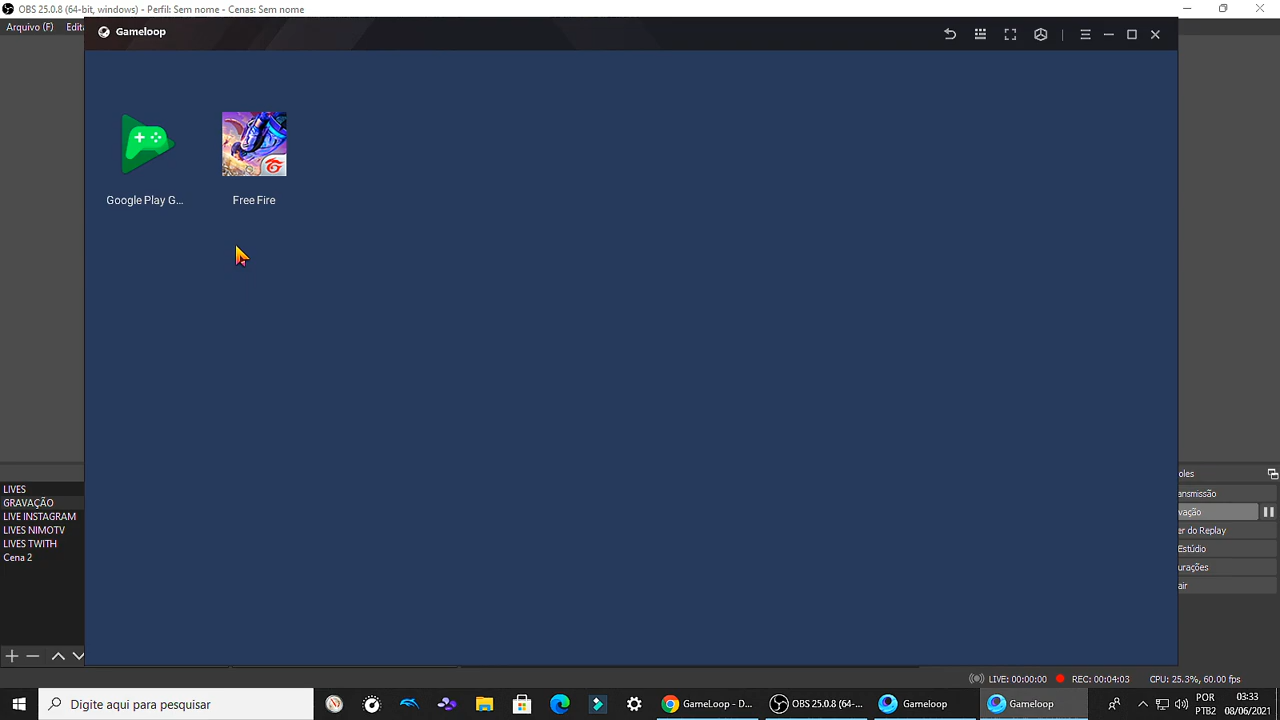 OBS 25.0.8 (64-bit, windows) - Perfil: Sem nome - Cenas: Sem nome
Arquivo (F) Edita
Gameloop
Google Play G...
Free Fire
LIVES
GRAVAÇÃO
LIVE INSTAGRAM
LIVES NIMOTV
LIVES TWITH
Cena 2
oles
ansmissão
vação
er do Replay
Estúdio
urações
air
LIVE: 00:00:00
REC: 00:04:03
CPU: 25.3%, 60.00 fps
Digite aqui para pesquisar
GameLoop - D...
OBS 25.0.8 (64-...
Gameloop
Gameloop
POR
PTB2
03:33
08/06/2021